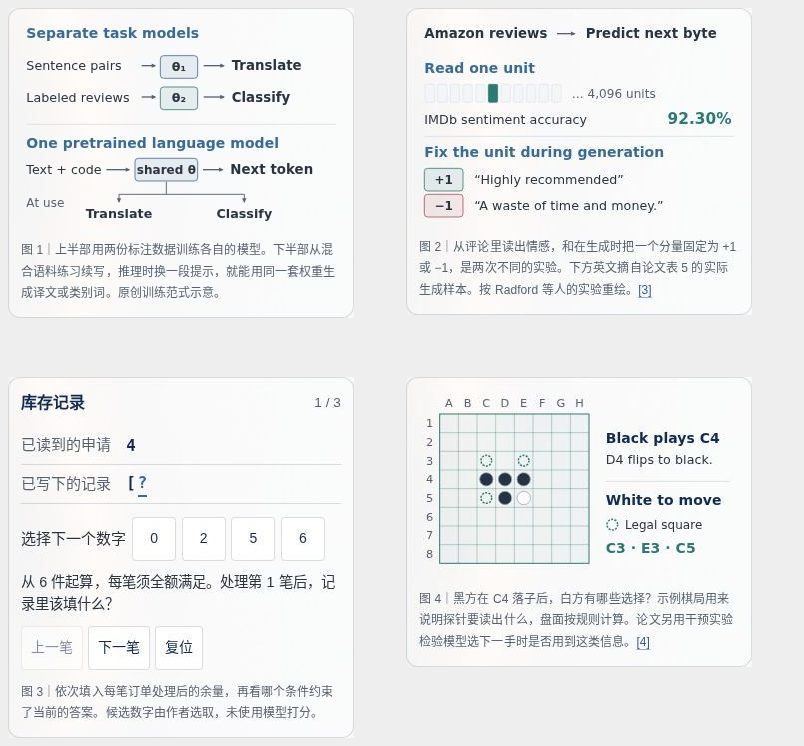 Separate task models
Sentence pairs → θ₁ → Translate
Labeled reviews → θ₂ → Classify
One pretrained language model
Text + code → shared θ → Next token
At use
Translate Classify
图 1｜上半部用两份标注数据训练各自的模型。下半部从混
合语料练习续写，推理时换一段提示，就能用同一套权重生
成译文或类别词。原创训练范式示意。
Amazon reviews → Predict next byte
Read one unit
... 4,096 units
IMDb sentiment accuracy 92.30%
Fix the unit during generation
+1 “Highly recommended”
−1 “A waste of time and money.”
图 2｜从评论里读出情感，和在生成时把一个分量固定为 +1
或 −1，是两次不同的实验。下方英文摘自论文表 5 的实际
生成样本。按 Radford 等人的实验重绘。[3]
库存记录 1 / 3
已读到的申请 4
已写下的记录 [ ?
选择下一个数字 0 2 5 6
从 6 件起算，每笔须全额满足。处理第 1 笔后，记
录里该填什么？
上一笔 下一笔 复位
图 3｜依次填入每笔订单处理后的余量，再看哪个条件约束
了当前的答案。候选数字由作者选取，未使用模型打分。
A B C D E F G H
1
2
3
4
5
6
7
8
Black plays C4
D4 flips to black.
White to move
Legal square
C3 · E3 · C5
图 4｜黑方在 C4 落子后，白方有哪些选择？示例棋局用来
说明探针要读出什么，盘面按规则计算。论文另用干预实验
检验模型选下一手时是否用到这类信息。[4]